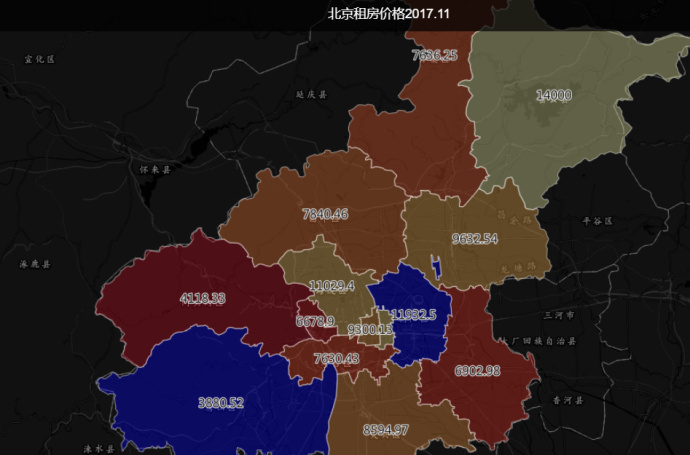 北京租房价格2017.11
7636.25
宣化区
14000
延庆县
怀来县
7840.46
昌金路
平谷区
9632.54
涿鹿县
11029.4
4118.33
11932.5
三河市
6678.9
9300.13
大厂回族自治县
7630.43
6902.98
香河县
3880.52
8594.97
涞水县